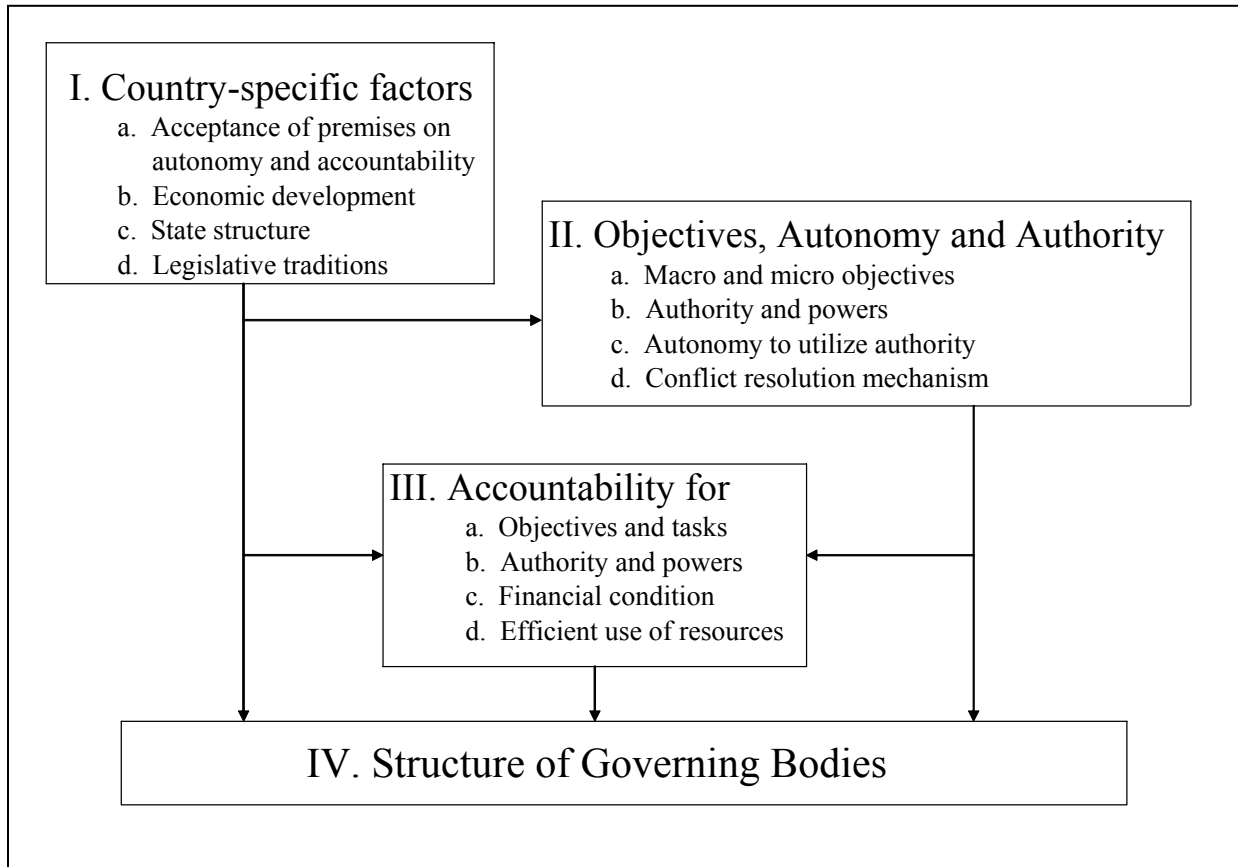 I. Country-specific factors
a. Acceptance of premises on
autonomy and accountability
b. Economic development
c. State structure
d. Legislative traditions
II. Objectives, Autonomy and Authority
a. Macro and micro objectives
b. Authority and powers
c. Autonomy to utilize authority
d. Conflict resolution mechanism
III. Accountability for
a. Objectives and tasks
b. Authority and powers
c. Financial condition
d. Efficient use of resources
IV. Structure of Governing Bodies